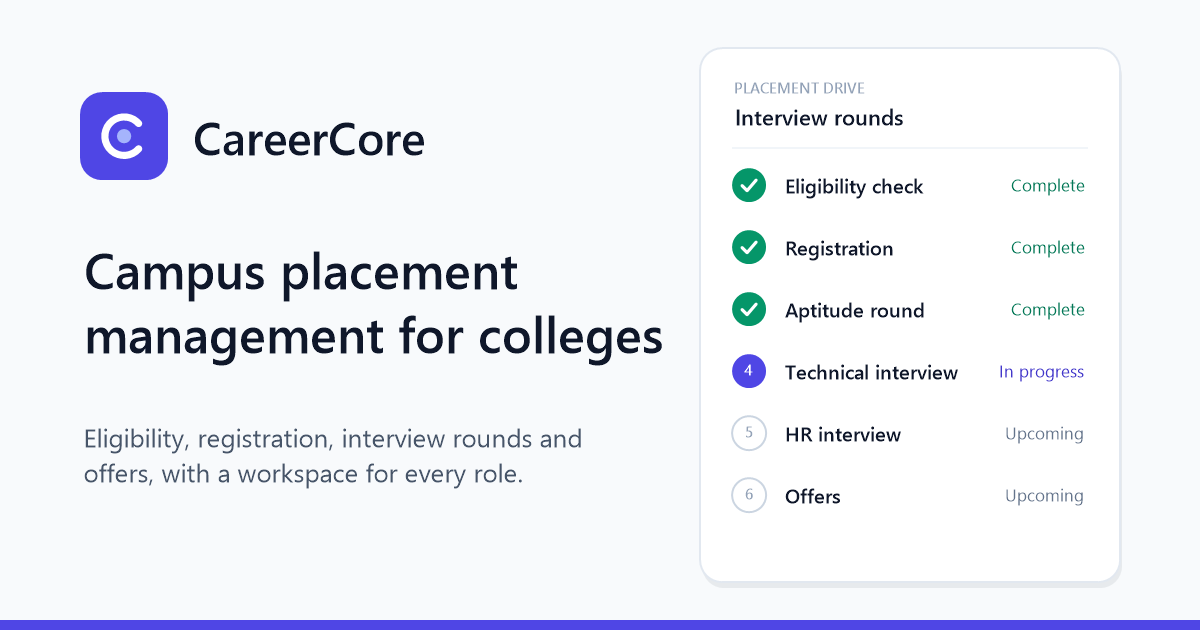 CareerCore
Campus placement
management for colleges
Eligibility, registration, interview rounds and
offers, with a workspace for every role.
PLACEMENT DRIVE
Interview rounds
Eligibility check Complete
Registration Complete
Aptitude round Complete
4 Technical interview In progress
5 HR interview Upcoming
6 Offers Upcoming